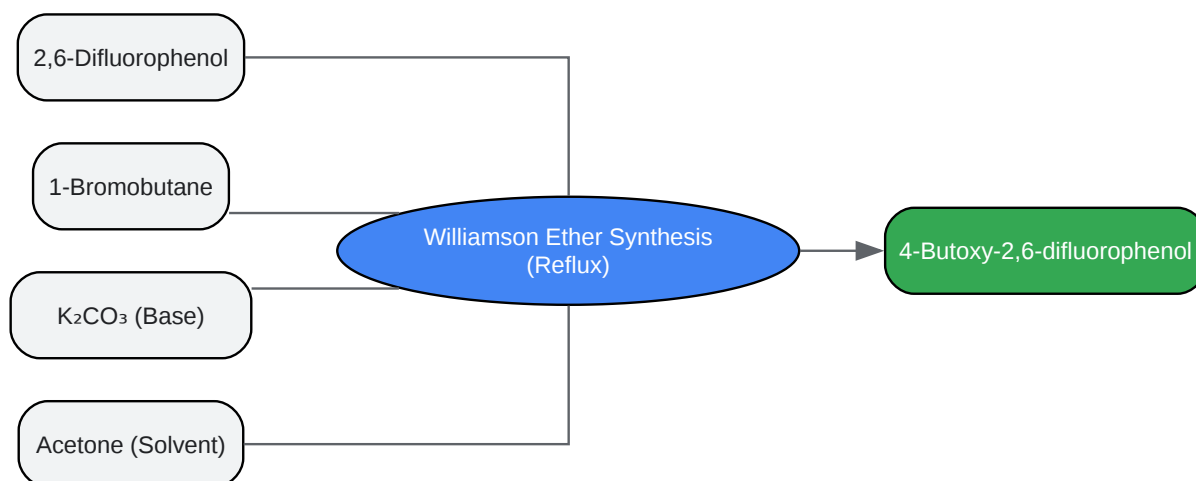 2,6-Difluorophenol
1-Bromobutane
K₂CO₃ (Base)
Acetone (Solvent)
Williamson Ether Synthesis
(Reflux)
4-Butoxy-2,6-difluorophenol